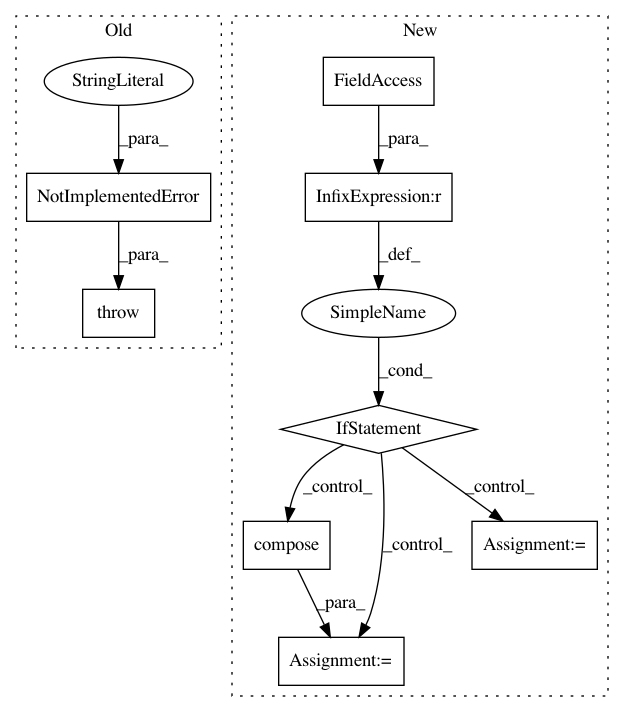 Old
New
StringLiteral
FieldAccess
_para_
_para_
NotImplementedError
InfixExpression:r
_para_
_def_
throw
SimpleName
_cond_
IfStatement
_control_
_control_
_control_
compose
Assignment:=
_para_
Assignment:=